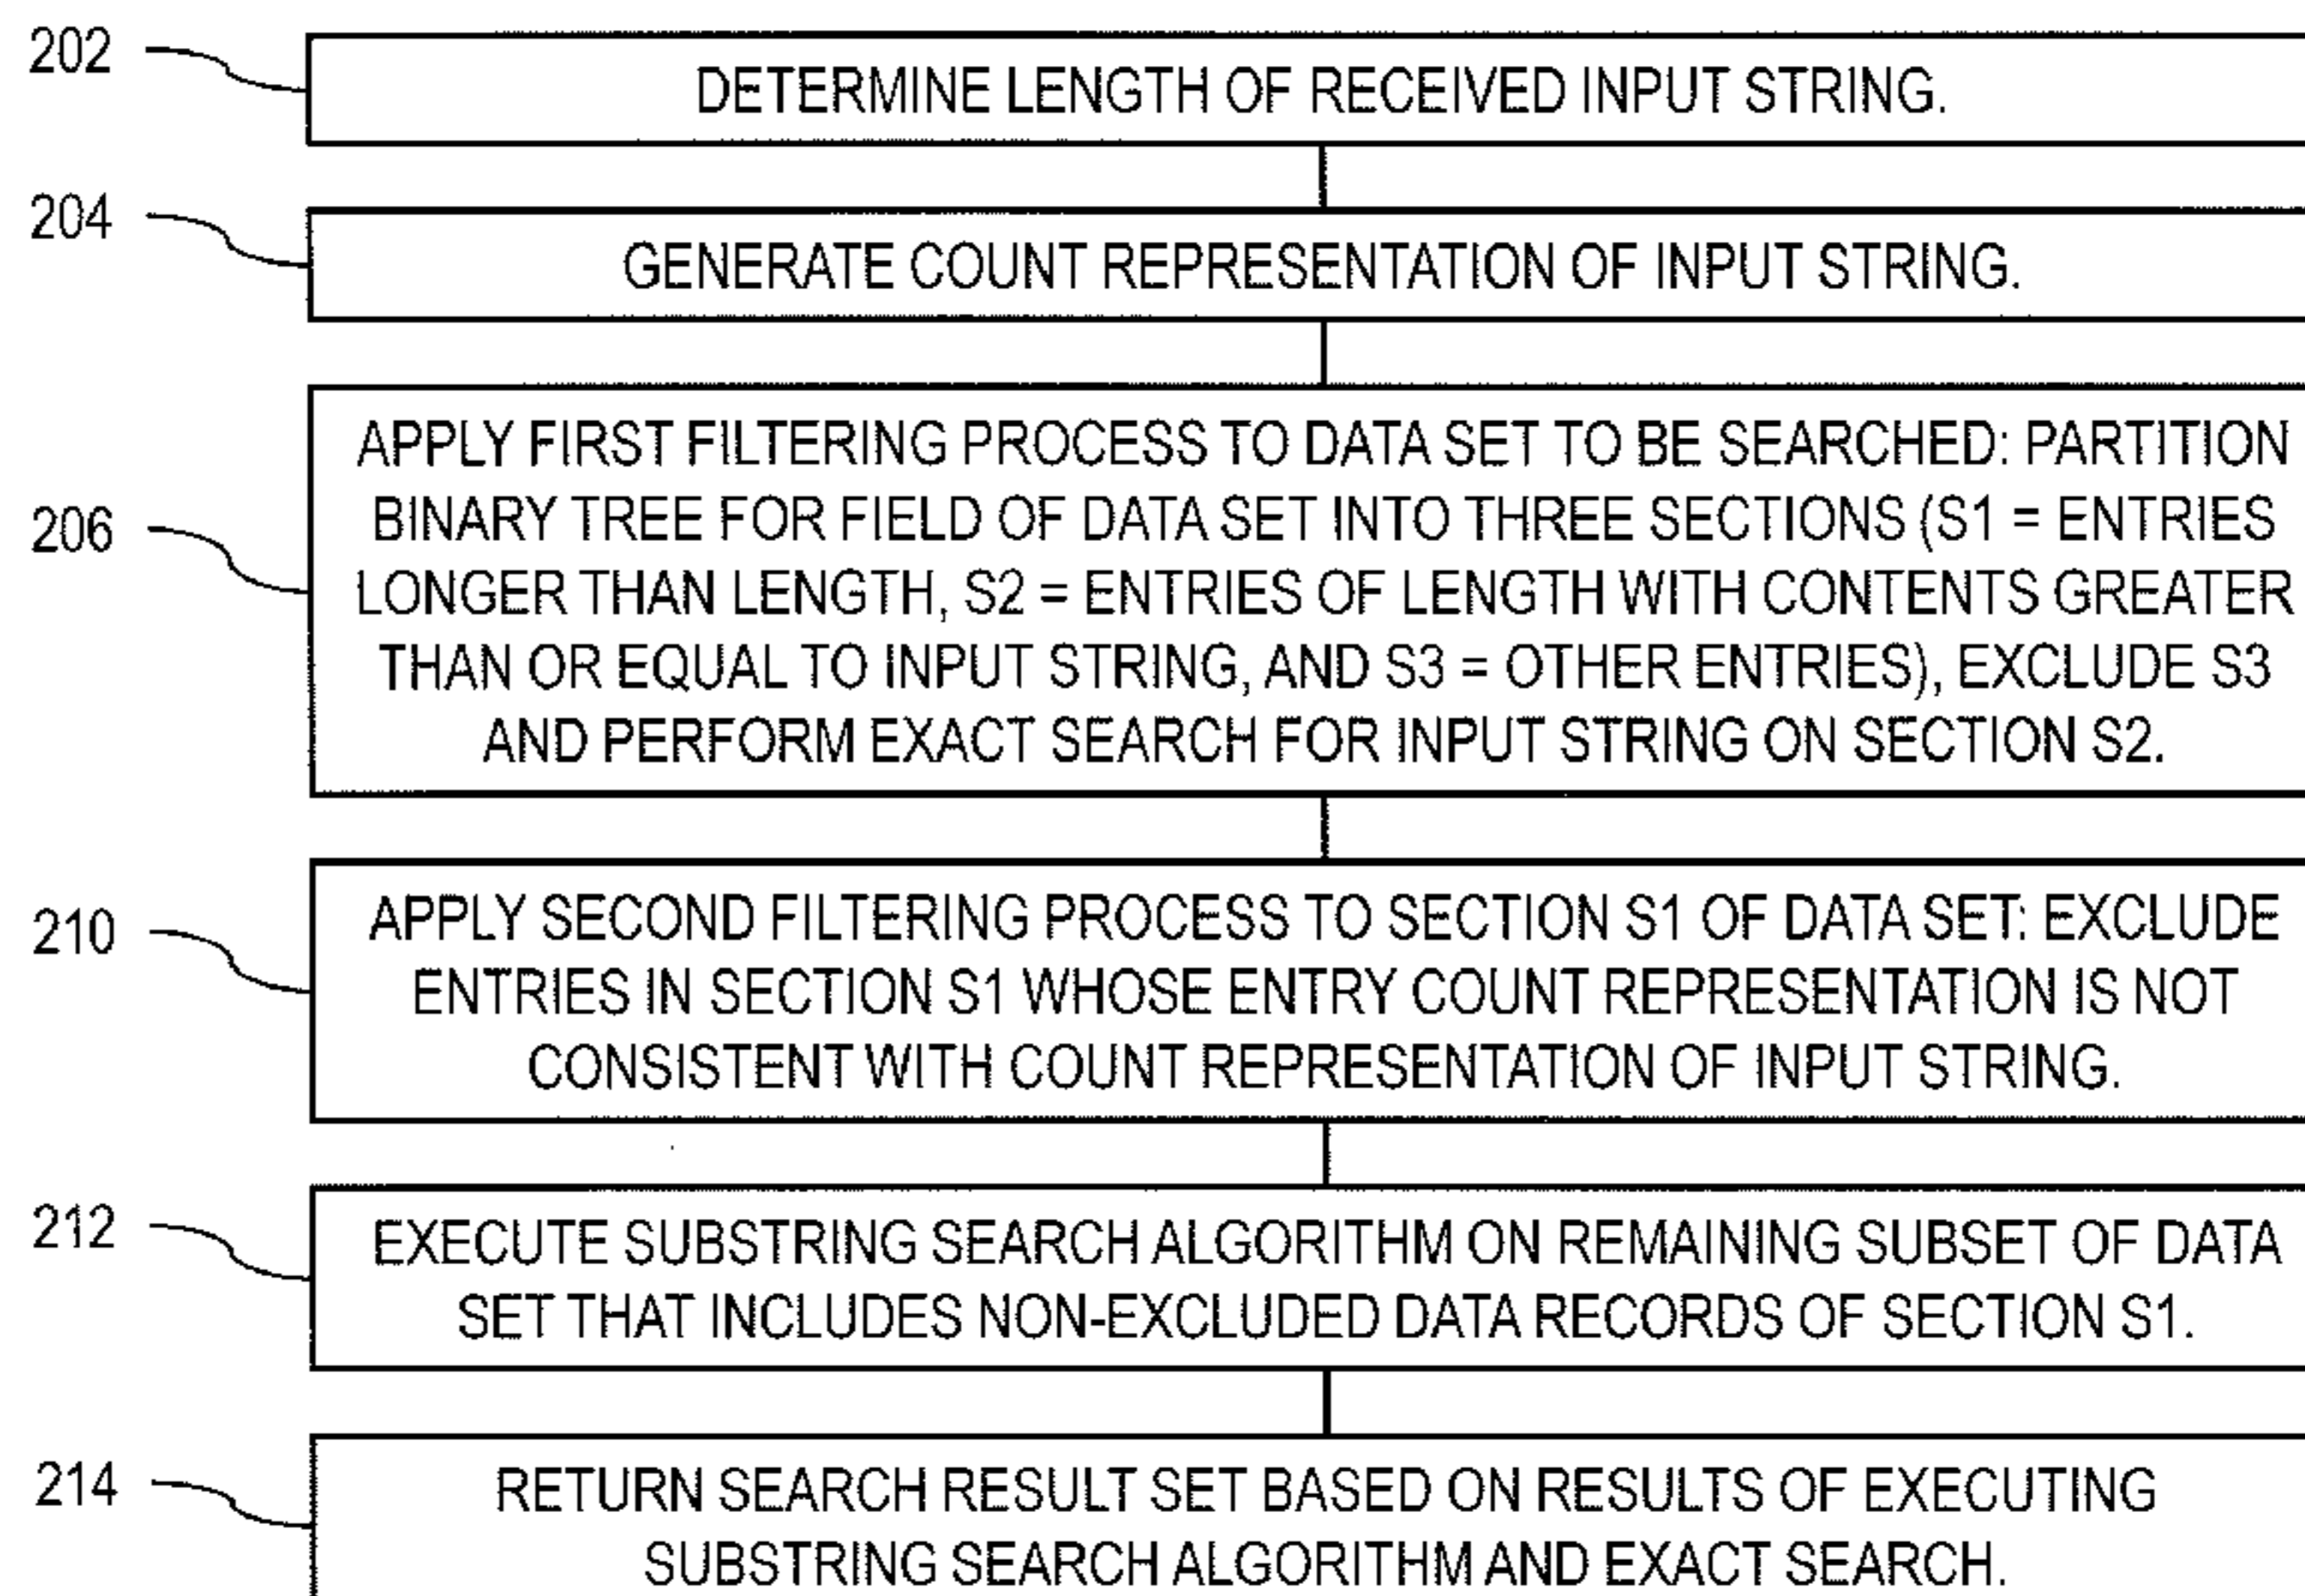 202
DETERMINE LENGTH OF RECEIVED INPUT STRING.
204
GENERATE COUNT REPRESENTATION OF INPUT STRING.
206
APPLY FIRST FILTERING PROCESS TO DATA SET TO BE SEARCHED: PARTITION
BINARY TREE FOR FIELD OF DATA SET INTO THREE SECTIONS (S1 = ENTRIES
LONGER THAN LENGTH, S2 = ENTRIES OF LENGTH WITH CONTENTS GREATER
THAN OR EQUAL TO INPUT STRING, AND S3 = OTHER ENTRIES), EXCLUDE S3
AND PERFORM EXACT SEARCH FOR INPUT STRING ON SECTION S2.
210
APPLY SECOND FILTERING PROCESS TO SECTION S1 OF DATA SET: EXCLUDE
ENTRIES IN SECTION S1 WHOSE ENTRY COUNT REPRESENTATION IS NOT
CONSISTENT WITH COUNT REPRESENTATION OF INPUT STRING.
212
EXECUTE SUBSTRING SEARCH ALGORITHM ON REMAINING SUBSET OF DATA
SET THAT INCLUDES NON-EXCLUDED DATA RECORDS OF SECTION S1.
214
RETURN SEARCH RESULT SET BASED ON RESULTS OF EXECUTING
SUBSTRING SEARCH ALGORITHM AND EXACT SEARCH.